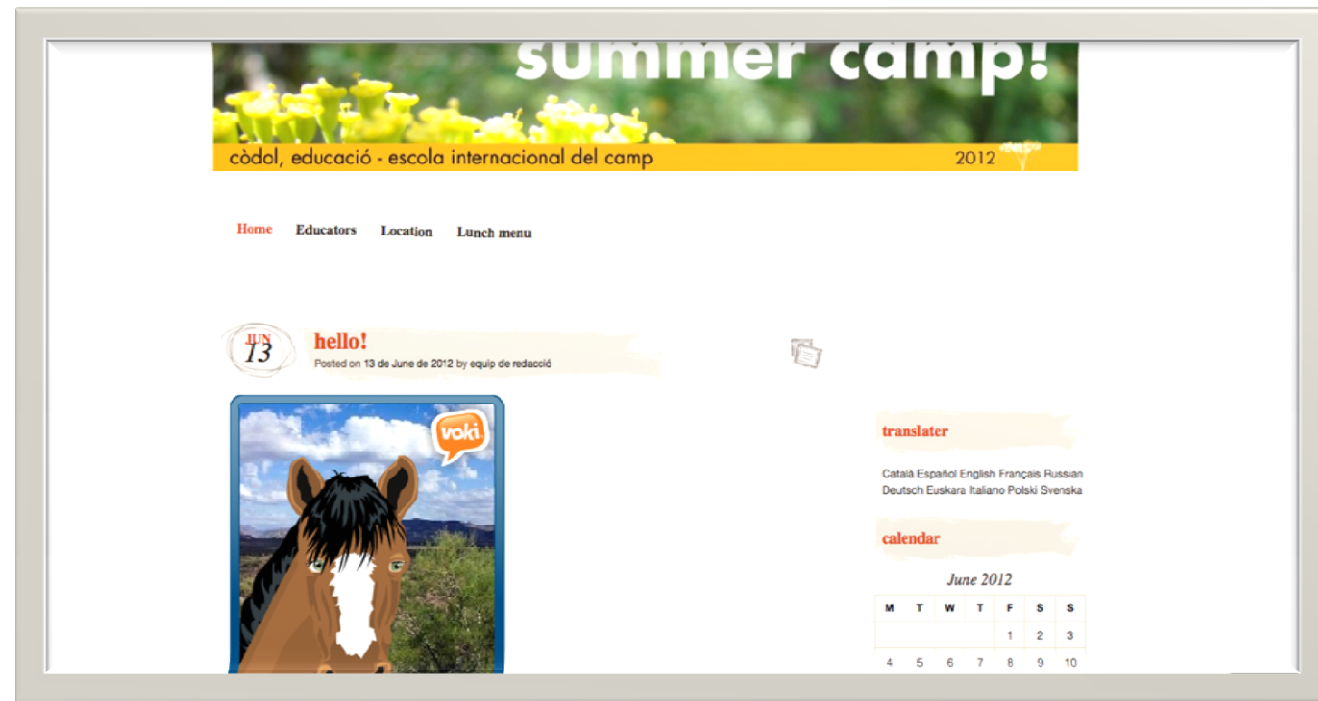 summer camp!
còdol, educació - escola internacional del camp 2012
Home Educators Location Lunch menu
JUN
13
hello!
Posted on 13 de June de 2012 by equip de redacció
voki
translater
Català Español English Français Russian
Deutsch Euskara Italiano Polski Svenska
calendar
June 2012
M T W T F S S
1 2 3
4 5 6 7 8 9 10